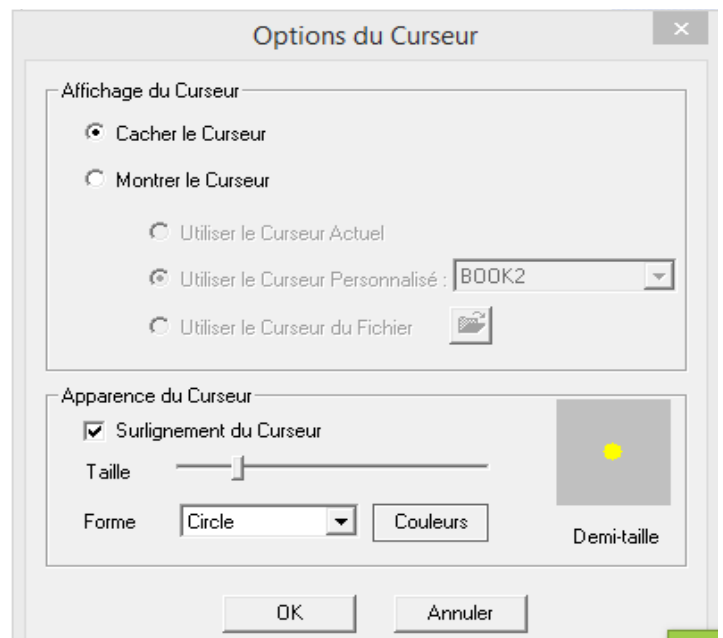 Options du Curseur
Affichage du Curseur
Cacher le Curseur
Montrer le Curseur
Utiliser le Curseur Actuel
Utiliser le Curseur Personnalisé : BOOK2
Utiliser le Curseur du Fichier
Apparence du Curseur
Surlignement du Curseur
Taille
Forme Circle Couleurs
Demi-taille
OK Annuler